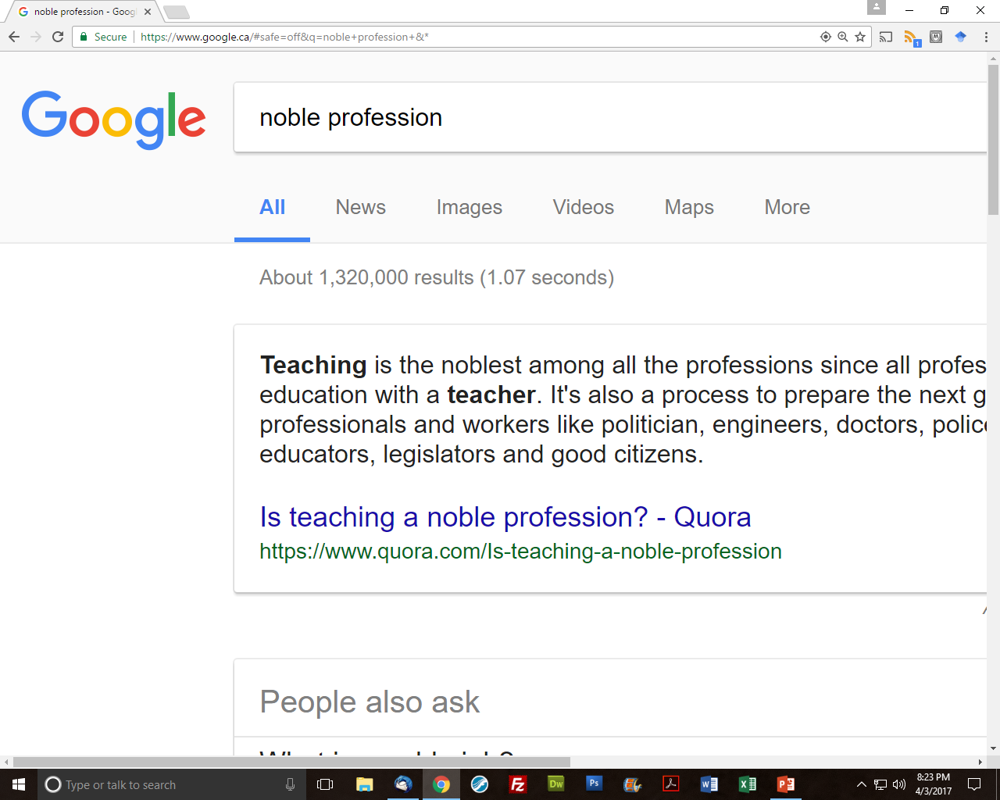 noble profession - Goog
Secure
https://www.google.ca/#safe=off&q=noble+profession+&*
1
Google
noble profession
All News Images Videos Maps More
About 1,320,000 results (1.07 seconds)
Teaching is the noblest among all the professions since all profes
education with a teacher. It's also a process to prepare the next g
professionals and workers like politician, engineers, doctors, polic
educators, legislators and good citizens.
Is teaching a noble profession? - Quora
https://www.quora.com/Is-teaching-a-noble-profession
People also ask
Type or talk to search
Fz
Dw
Ps
8:23 PM
4/3/2017